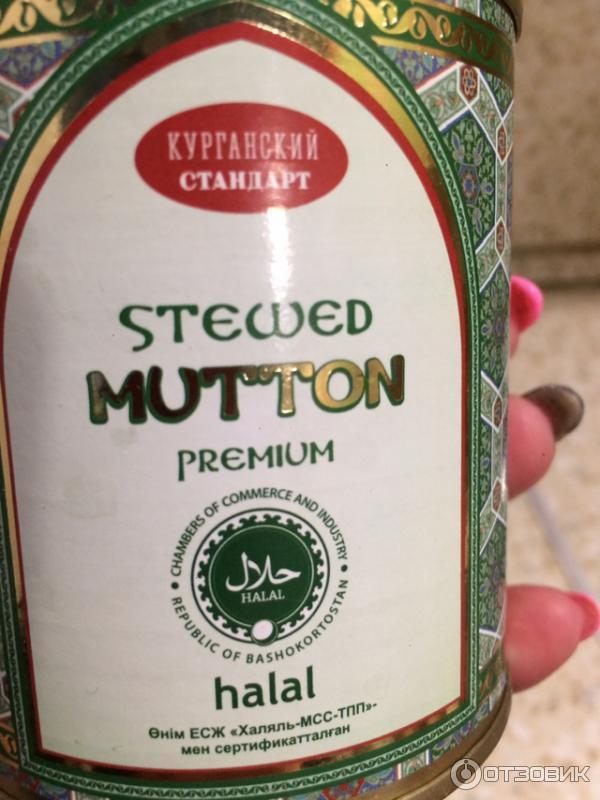 КУРГАНСКИЙ
СТАНДАРТ
STEWED
MUTTON
PREMIUM
CHAMBERS OF COMMERCE AND INDUSTRY •
حلال
HALAL
REPUBLIC OF BASHOKORTOSTAN •
halal
Өнім ЕСЖ «Халяль-МСС-ТПП»-
мен сертификатталған
ОТЗОВИК